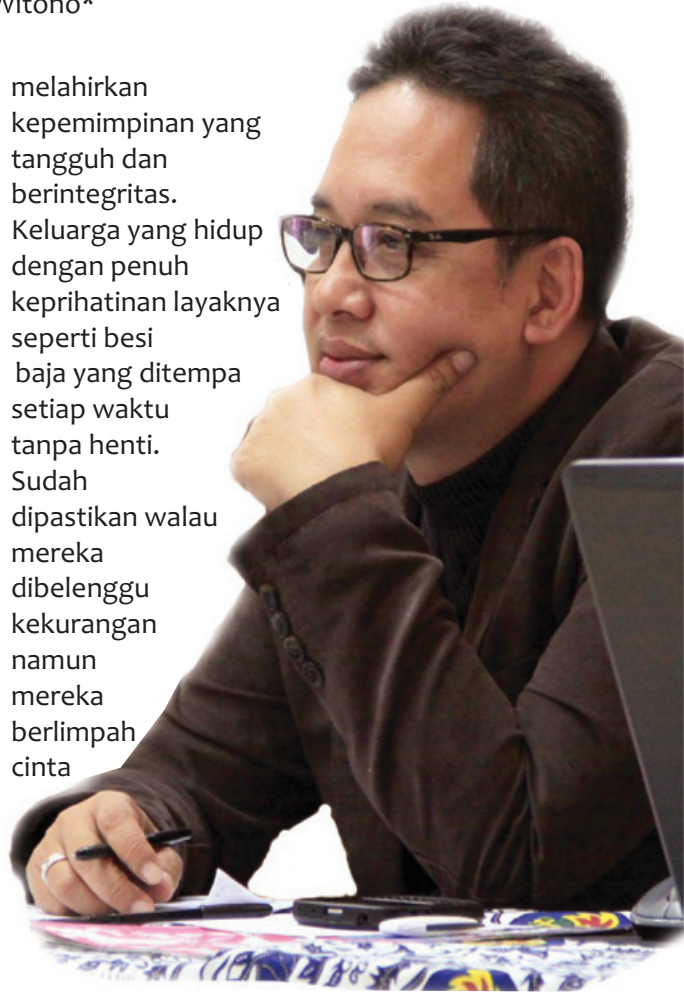 melahirkan
kepemimpinan yang
tangguh dan
berintegritas.
Keluarga yang hidup
dengan penuh
keprihatinan layaknya
seperti besi
baja yang ditempa
setiap waktu
tanpa henti.
Sudah
dipastikan walau
mereka
dibelenggu
kekurangan
namun
mereka
berlimpah
cinta